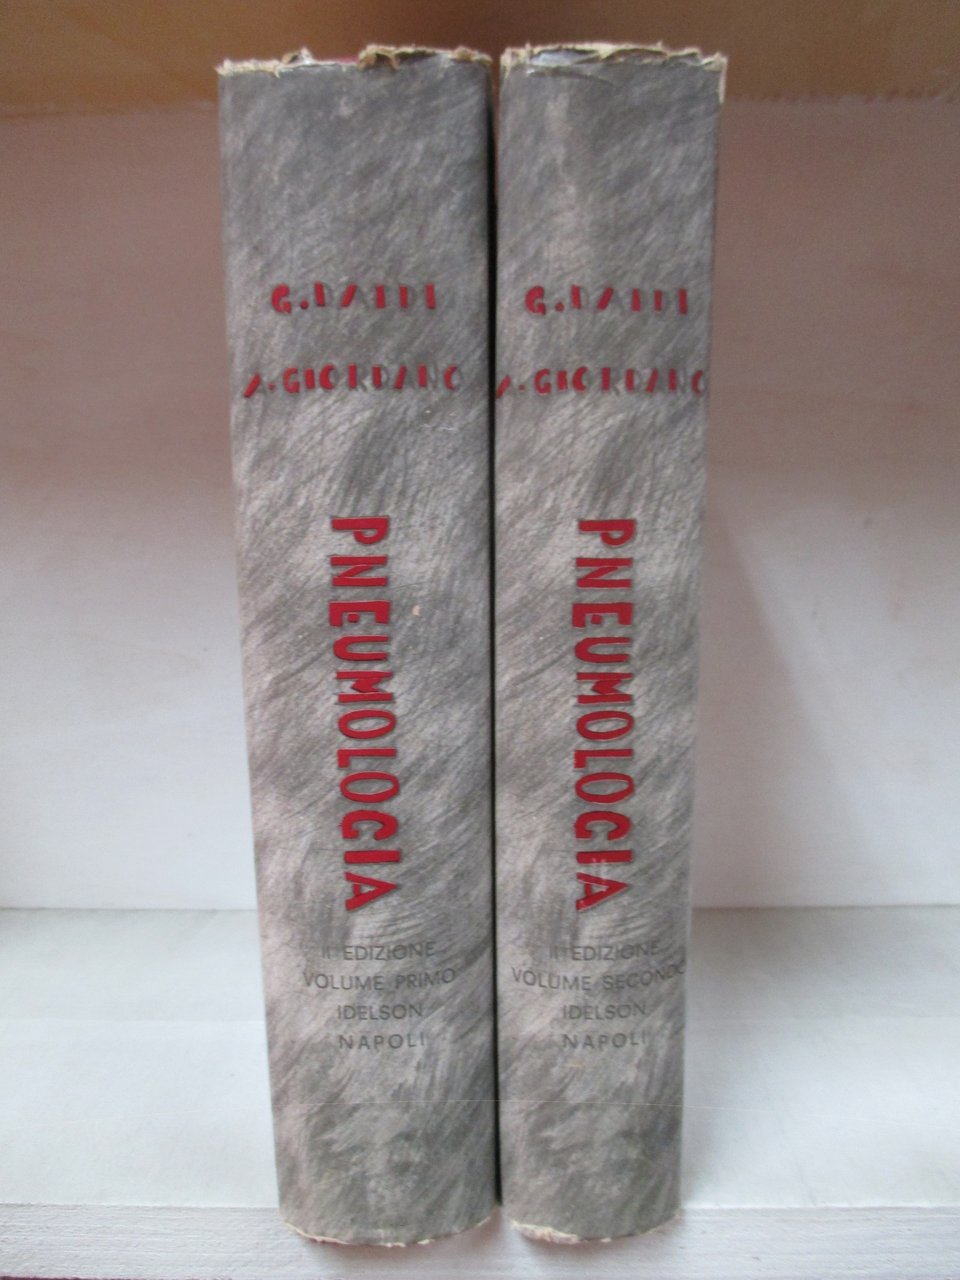 G. DADDI
A. GIORDANO
PNEUMOLOGIA
II EDIZIONE
VOLUME PRIMO
IDELSON
NAPOLI
G. DADDI
A. GIORDANO
PNEUMOLOGIA
II EDIZIONE
VOLUME SECONDO
IDELSON
NAPOLI